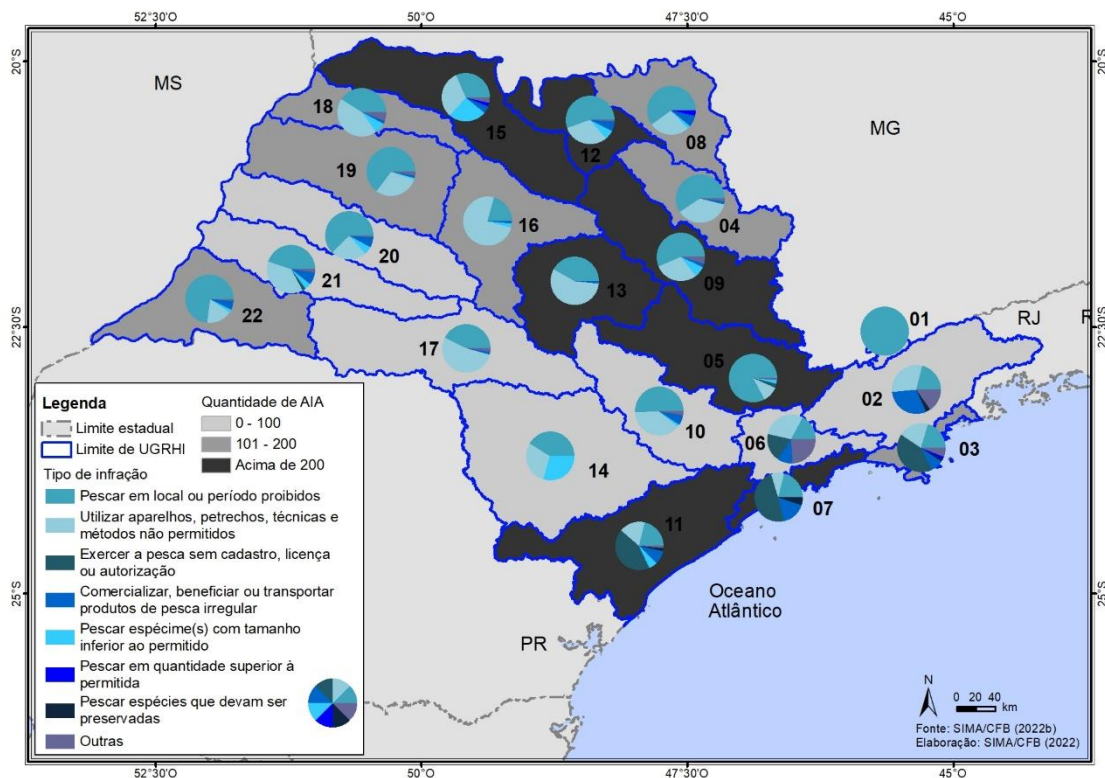 52°30'W
50°O
47°30'W
45°O
20°S
20°S
MS
MG
18
15
12
08
19
16
04
20
21
13
09
22
22°30'S
22°30'S
01
RJ
R
17
05
02
10
06
03
14
07
11
Oceano
Atlântico
25°S
25°S
PR
Legenda
Limite estadual
Limite de UGRHI
Quantidade de AIA
0 - 100
101 - 200
Acima de 200
Tipo de infração
Pescar em local ou período proibidos
Utilizar aparelhos, petrechos, técnicas e
métodos não permitidos
Exercer a pesca sem cadastro, licença
ou autorização
Comercializar, beneficiar ou transportar
produtos de pesca irregular
Pescar espécime(s) com tamanho
inferior ao permitido
Pescar em quantidade superior à
permitida
Pescar espécies que devam ser
preservadas
Outras
N
0 20 40
km
Fonte: SIMA/CFB (2022b)
Elaboração: SIMA/CFB (2022)
52°30'S
50°O
47°30'S
45°O